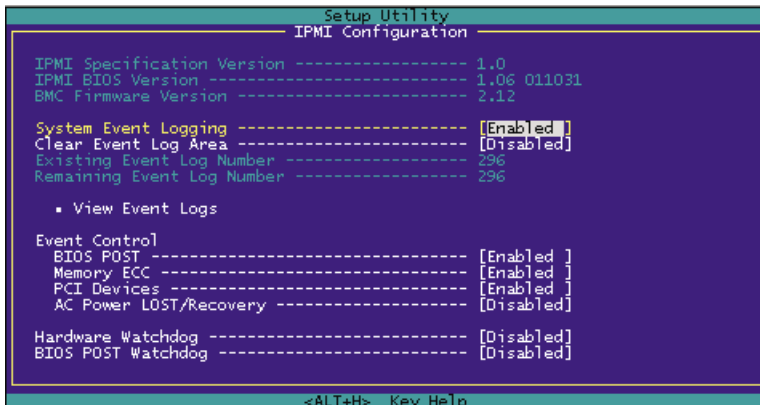 Setup Utility
IPMI Configuration
IPMI Specification Version ------------------ 1.0
IPMI BIOS Version --------------------------- 1.06 011031
BMC Firmware Version ------------------------ 2.12
System Event Logging ------------------------ [Enabled ]
Clear Event Log Area ------------------------ [Disabled]
Existing Event Log Number ------------------- 296
Remaining Event Log Number ------------------ 296
▪ View Event Logs
Event Control
BIOS POST --------------------------------- [Enabled ]
Memory ECC -------------------------------- [Enabled ]
PCI Devices ------------------------------- [Enabled ]
AC Power LOST/Recovery -------------------- [Disabled]
Hardware Watchdog --------------------------- [Disabled]
BIOS POST Watchdog -------------------------- [Disabled]
<ALT+H> Key Help